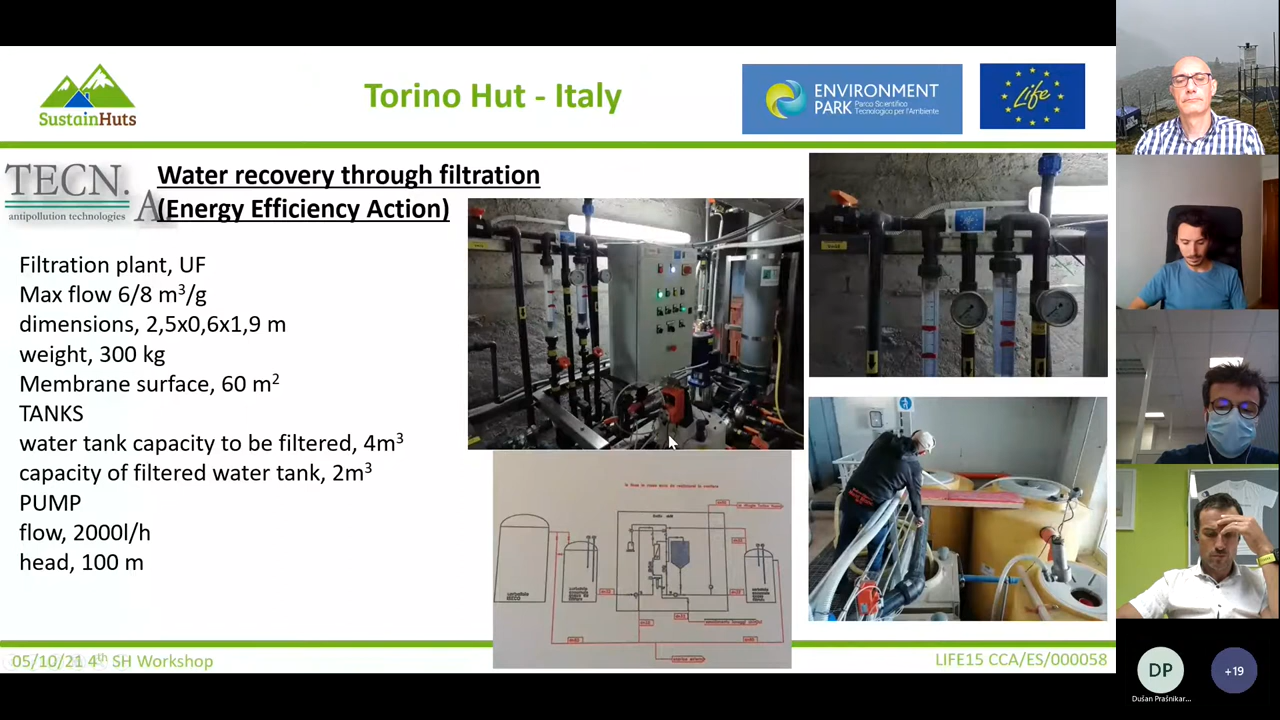 SustainHuts
Torino Hut - Italy
ENVIRONMENT
PARK
Parco Scientifico
Tecnologico per l'Ambiente
Life
TECN.
A
antipollution technologies
Water recovery through filtration
(Energy Efficiency Action)
Filtration plant, UF
Max flow 6/8 m³/g
dimensions, 2,5x0,6x1,9 m
weight, 300 kg
Membrane surface, 60 m²
TANKS
water tank capacity to be filtered, 4m³
capacity of filtered water tank, 2m³
PUMP
flow, 2000l/h
head, 100 m
05/10/21 4th SH Workshop
LIFE15 CCA/ES/000058
DP
+19
Dušan Prašnikar...